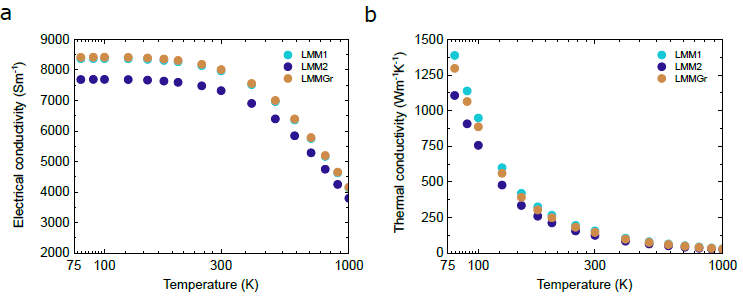 a
Electrical conductivity (Sm⁻¹)
9000
8000
7000
6000
5000
4000
3000
2000
LMM1
LMM2
LMMGr
75 100 300 1000
Temperature (K)
b
Thermal conductivity (Wm⁻¹K⁻¹)
1500
1250
1000
750
500
250
0
LMM1
LMM2
LMMGr
75 100 300 1000
Temperature (K)